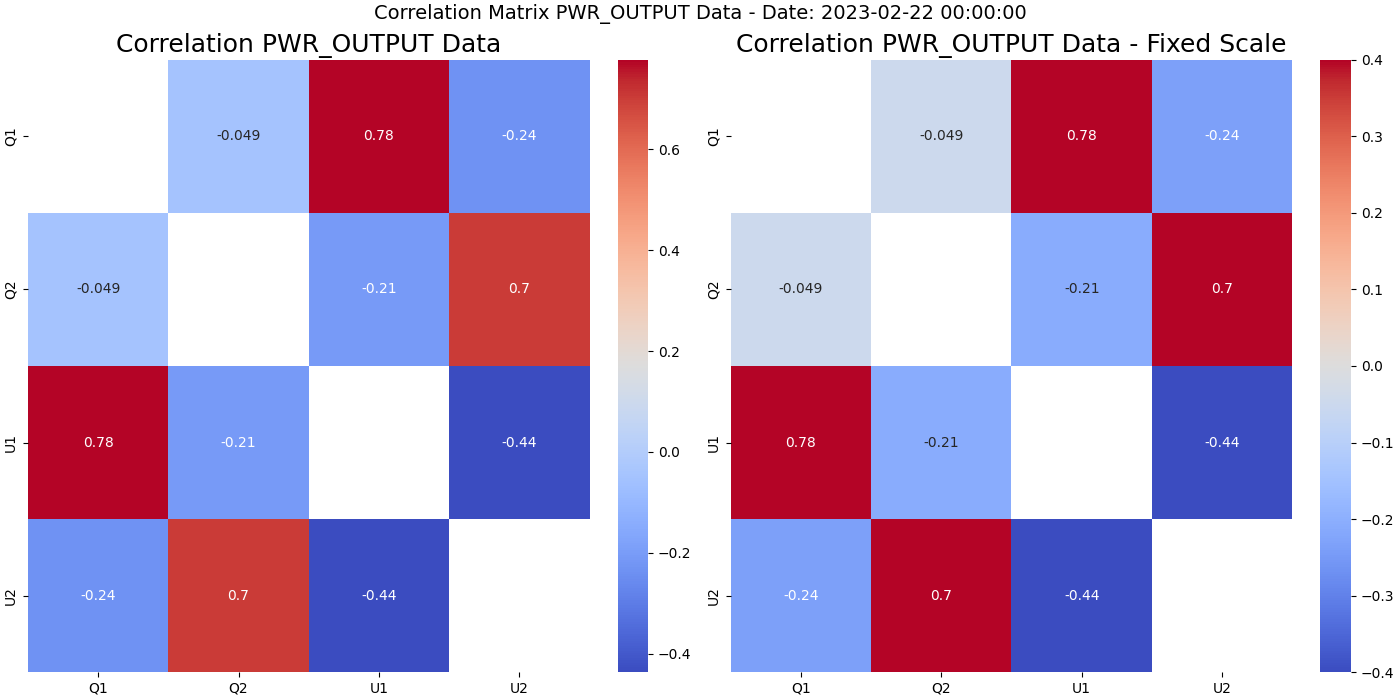 Correlation Matrix PWR_OUTPUT Data - Date: 2023-02-22 00:00:00
Correlation PWR_OUTPUT Data
Q1
-0.049
0.78
-0.24
Q2
-0.049
-0.21
0.7
U1
0.78
-0.21
-0.44
U2
-0.24
0.7
-0.44
Q1
Q2
U1
U2
0.6
0.4
0.2
0.0
−0.2
−0.4
Correlation PWR_OUTPUT Data - Fixed Scale
Q1
-0.049
0.78
-0.24
Q2
-0.049
-0.21
0.7
U1
0.78
-0.21
-0.44
U2
-0.24
0.7
-0.44
Q1
Q2
U1
U2
0.4
0.3
0.2
0.1
0.0
−0.1
−0.2
−0.3
−0.4